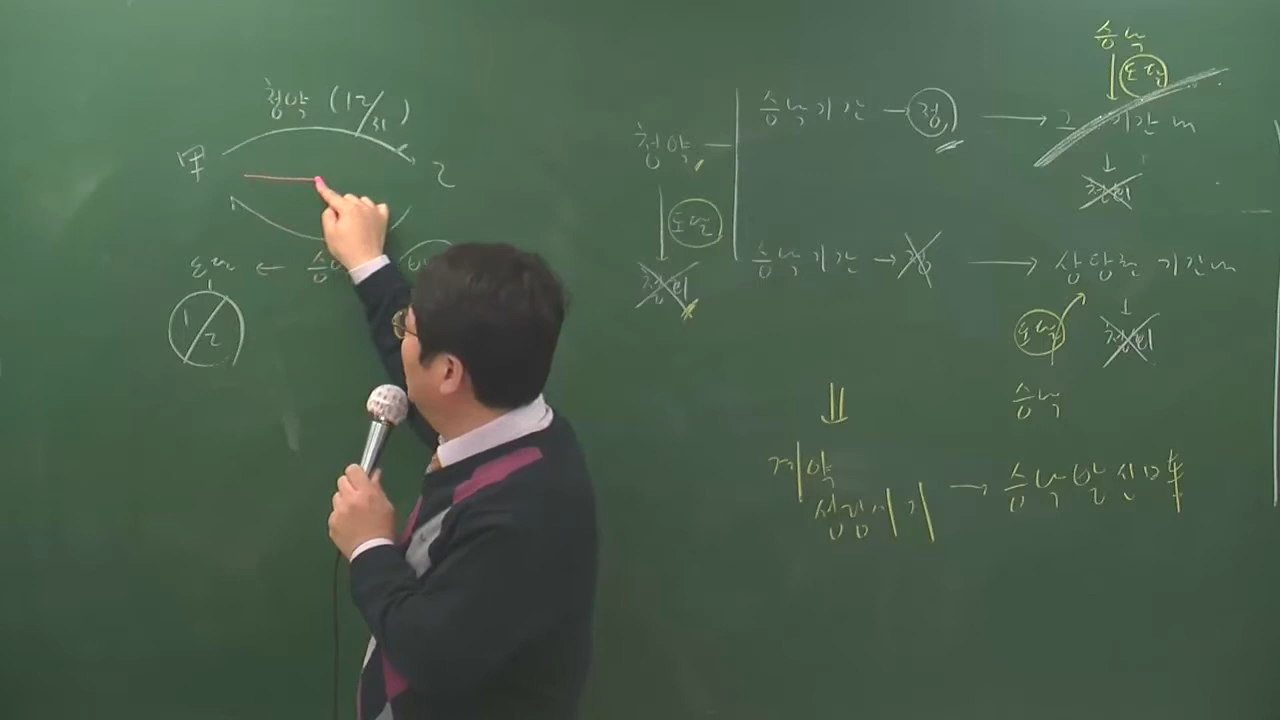 청약 (12/31)
甲
乙
도달 ← 승
1/2
청약
도달
철회
승낙기간 → 정
승낙
도달
그 기간 내
철회
승낙기간 →
상당한 기간 내
도달
철회
승낙
계약
성립시기 → 승낙발신時